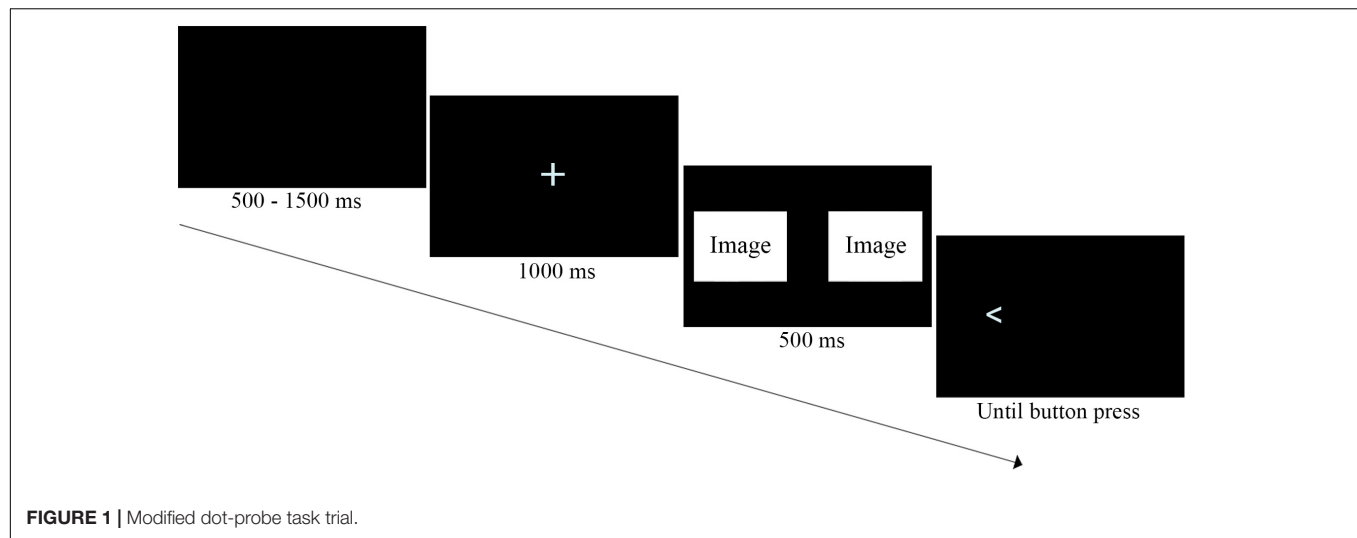 500 - 1500 ms
+
1000 ms
Image Image
500 ms
<
Until button press
FIGURE 1 | Modified dot-probe task trial.